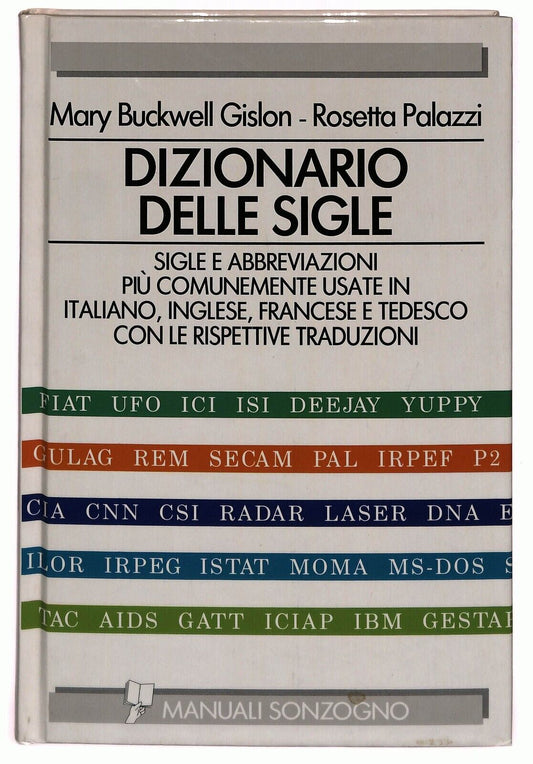 Mary Buckwell Gislon - Rosetta Palazzi
DIZIONARIO
DELLE SIGLE
SIGLE E ABBREVIAZIONI
PIÙ COMUNEMENTE USATE IN
ITALIANO, INGLESE, FRANCESE E TEDESCO
CON LE RISPETTIVE TRADUZIONI
FIAT UFO ICI ISI DEEJAY YUPPY
GULAG REM SECAM PAL IRPEF P2
CIA CNN CSI RADAR LASER DNA E
ILOR IRPEG ISTAT MOMA MS-DOS S
TAC AIDS GATT ICIAP IBM GESTAP
MANUALI SONZOGNO